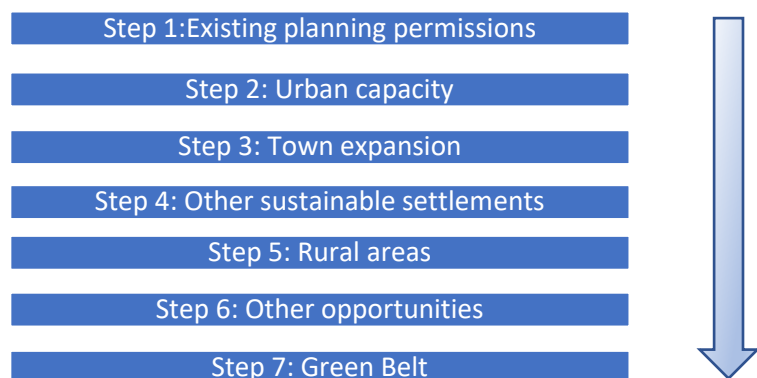 Step 1:Existing planning permissions
Step 2: Urban capacity
Step 3: Town expansion
Step 4: Other sustainable settlements
Step 5: Rural areas
Step 6: Other opportunities
Step 7: Green Belt